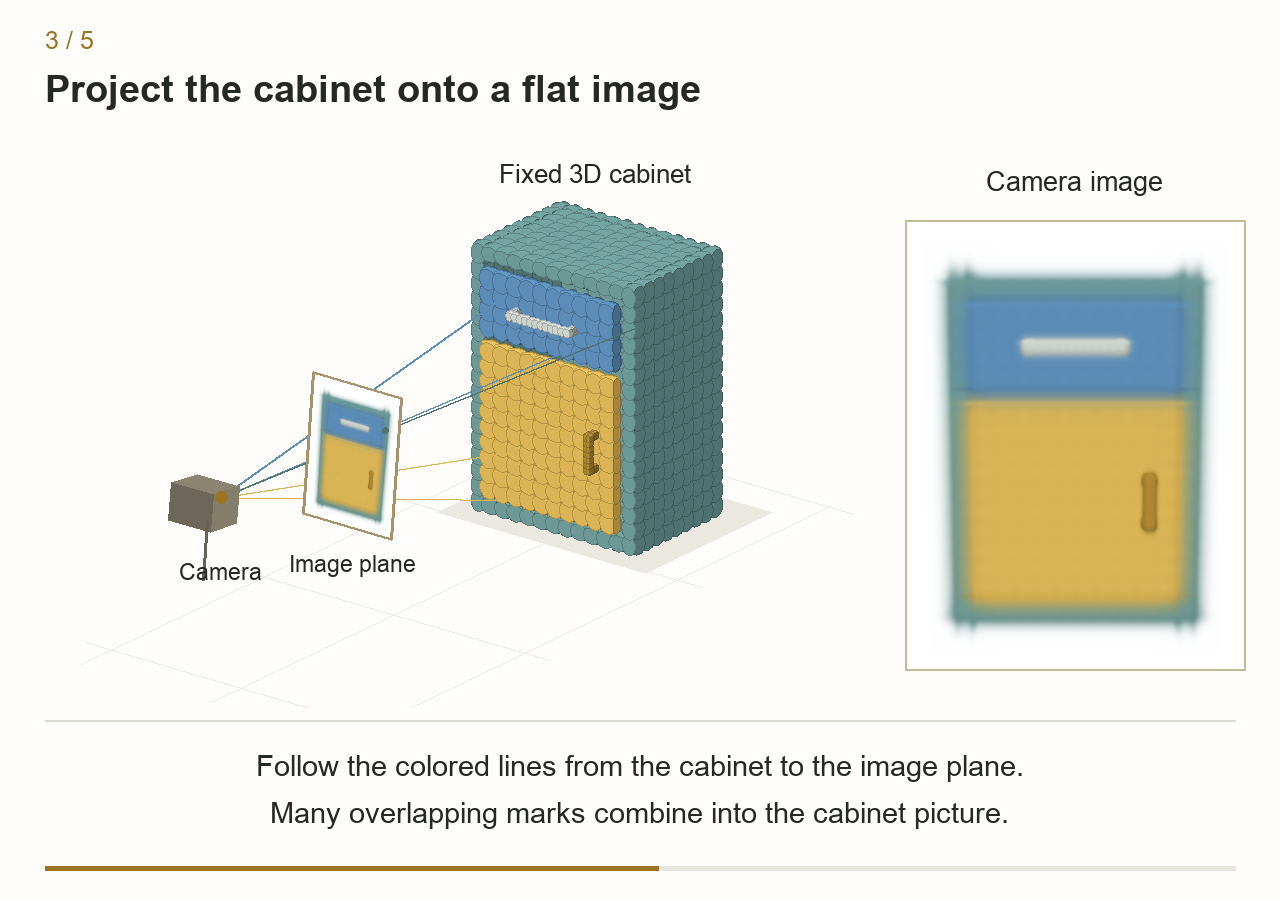 3 / 5
Project the cabinet onto a flat image
Fixed 3D cabinet
Camera image
Camera
Image plane
Follow the colored lines from the cabinet to the image plane.
Many overlapping marks combine into the cabinet picture.